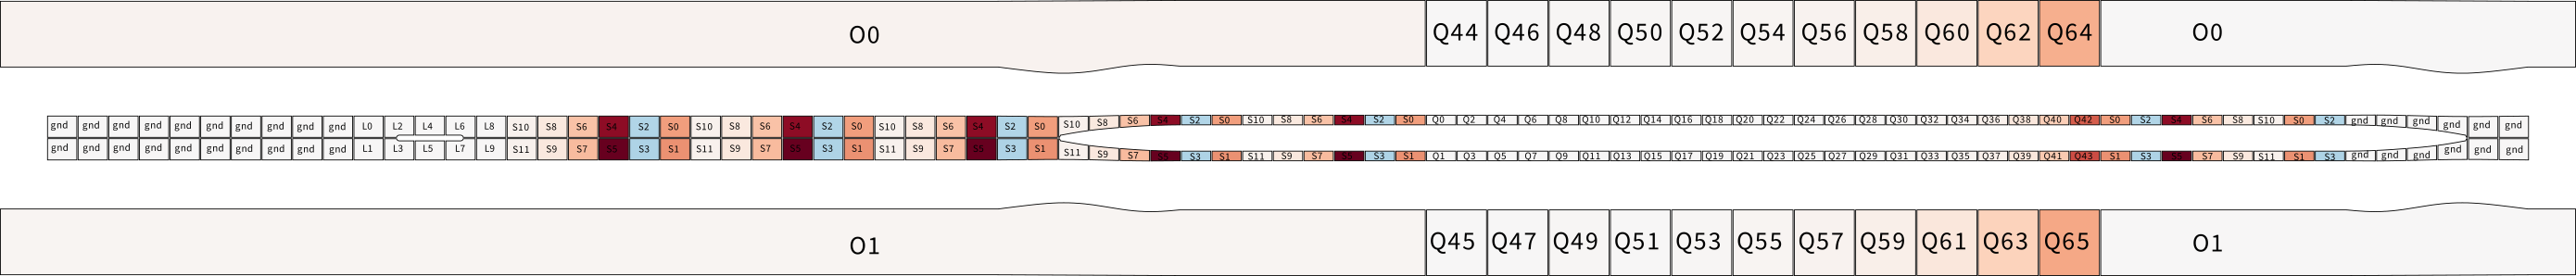 O0 Q44 Q46 Q48 Q50 Q52 Q54 Q56 Q58 Q60 Q62 Q64 O0
gnd gnd gnd gnd gnd gnd gnd gnd gnd gnd L0 L2 L4 L6 L8 S10 S8 S6 S4 S2 S0 S10 S8 S6 S4 S2 S0 S10 S8 S6 S4 S2 S0 S10 S8 S6 S4 S2 S0 S10 S8 S6 S4 S2 S0 Q0 Q2 Q4 Q6 Q8 Q10 Q12 Q14 Q16 Q18 Q20 Q22 Q24 Q26 Q28 Q30 Q32 Q34 Q36 Q38 Q40 Q42 S0 S2 S4 S6 S8 S10 S0 S2 gnd gnd gnd gnd gnd gnd
gnd gnd gnd gnd gnd gnd gnd gnd gnd gnd L1 L3 L5 L7 L9 S11 S9 S7 S5 S3 S1 S11 S9 S7 S5 S3 S1 S11 S9 S7 S5 S3 S1 S11 S9 S7 S5 S3 S1 S11 S9 S7 S5 S3 S1 Q1 Q3 Q5 Q7 Q9 Q11 Q13 Q15 Q17 Q19 Q21 Q23 Q25 Q27 Q29 Q31 Q33 Q35 Q37 Q39 Q41 Q43 S1 S3 S5 S7 S9 S11 S1 S3 gnd gnd gnd gnd gnd gnd
O1 Q45 Q47 Q49 Q51 Q53 Q55 Q57 Q59 Q61 Q63 Q65 O1